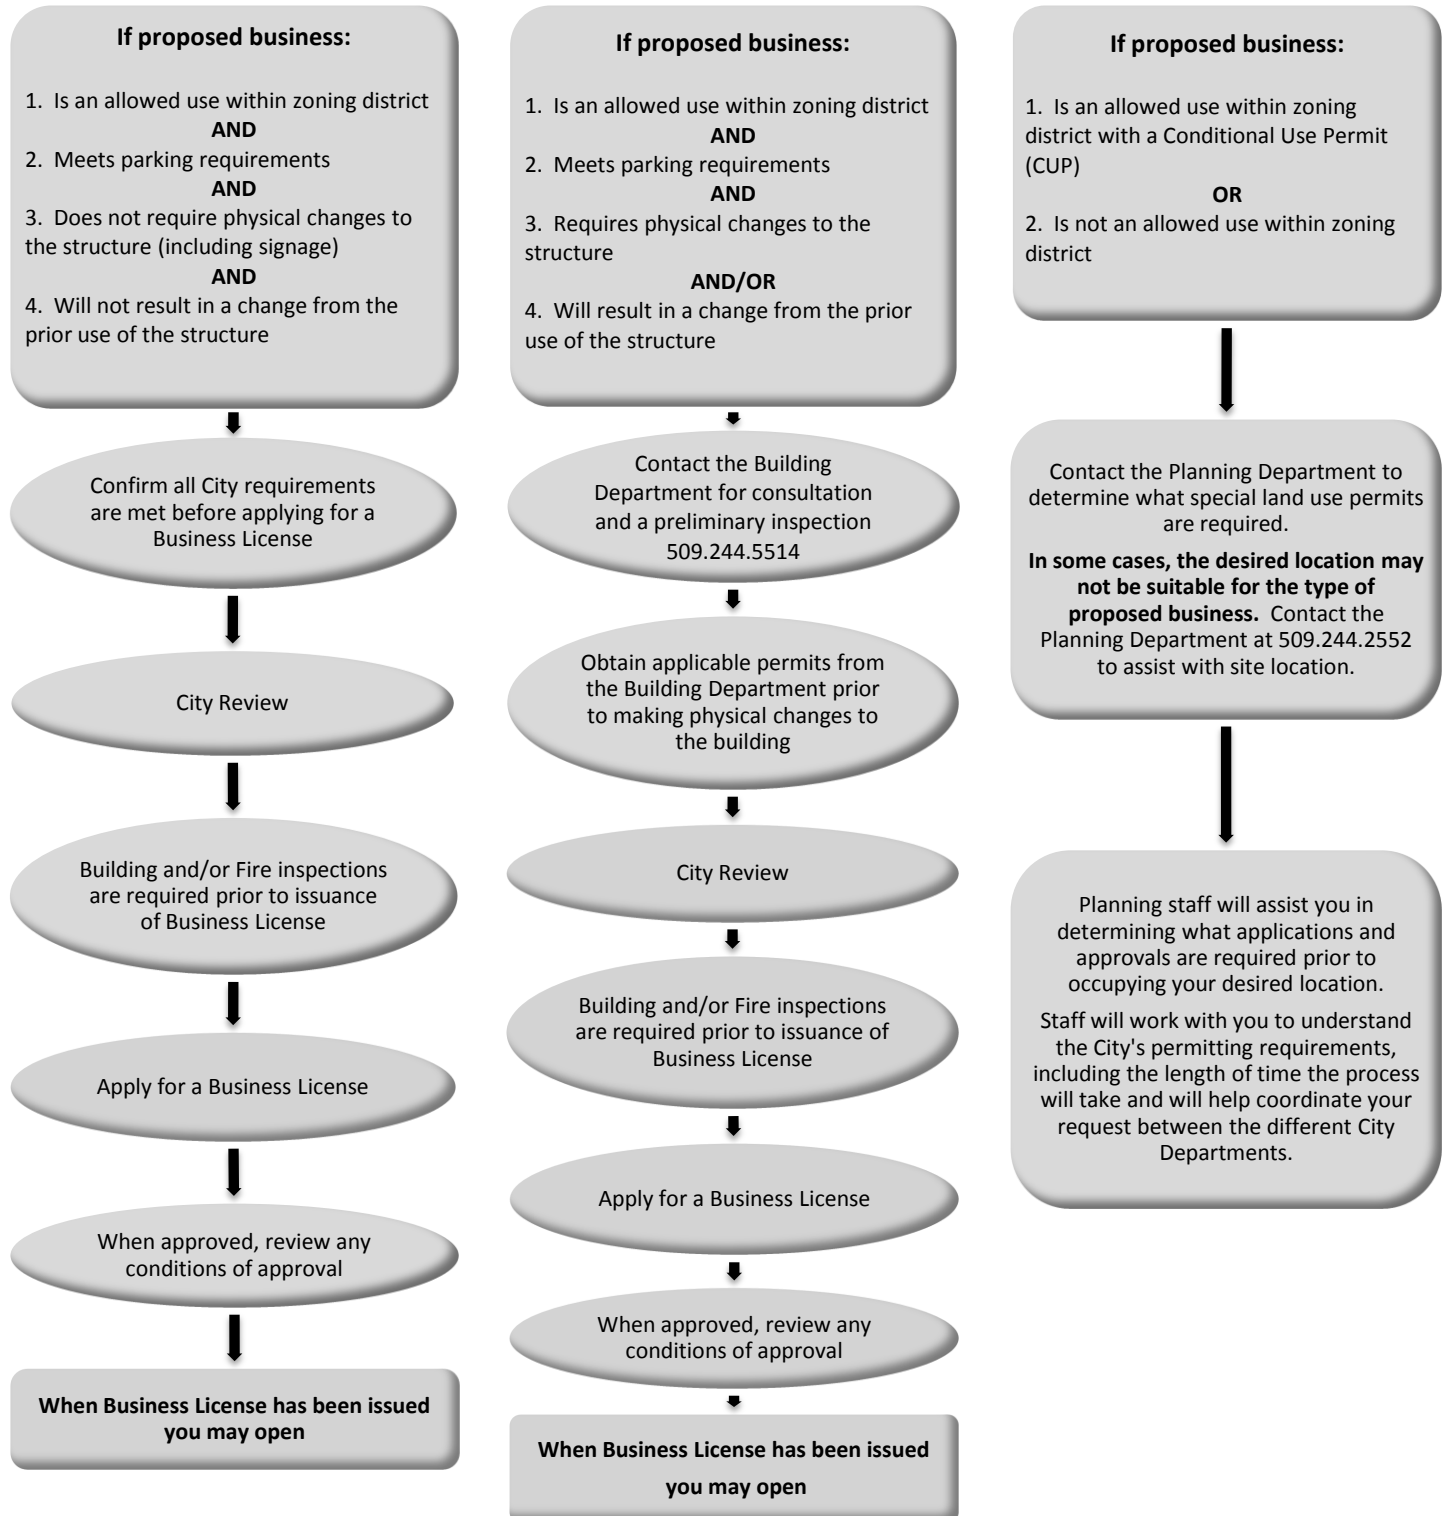 If proposed business:
1. Is an allowed use within zoning district
AND
2. Meets parking requirements
AND
3. Does not require physical changes to
the structure (including signage)
AND
4. Will not result in a change from the
prior use of the structure
Confirm all City requirements
are met before applying for a
Business License
City Review
Building and/or Fire inspections
are required prior to issuance
of Business License
Apply for a Business License
When approved, review any
conditions of approval
When Business License has been issued
you may open
If proposed business:
1. Is an allowed use within zoning district
AND
2. Meets parking requirements
AND
3. Requires physical changes to the
structure
AND/OR
4. Will result in a change from the prior
use of the structure
Contact the Building
Department for consultation
and a preliminary inspection
509.244.5514
Obtain applicable permits from
the Building Department prior
to making physical changes to
the building
City Review
Building and/or Fire inspections
are required prior to issuance of
Business License
Apply for a Business License
When approved, review any
conditions of approval
When Business License has been issued
you may open
If proposed business:
1. Is an allowed use within zoning
district with a Conditional Use Permit
(CUP)
OR
2. Is not an allowed use within zoning
district
Contact the Planning Department to
determine what special land use permits
are required.
In some cases, the desired location may
not be suitable for the type of
proposed business. Contact the
Planning Department at 509.244.2552
to assist with site location.
Planning staff will assist you in
determining what applications and
approvals are required prior to
occupying your desired location.
Staff will work with you to understand
the City's permitting requirements,
including the length of time the process
will take and will help coordinate your
request between the different City
Departments.